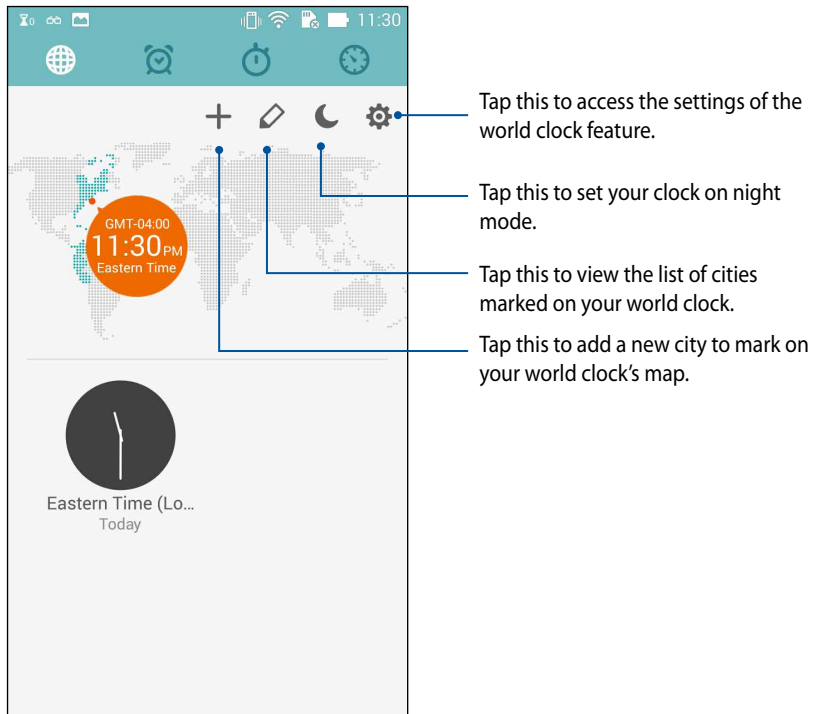 11:30
Tap this to access the settings of the
world clock feature.
Tap this to set your clock on night
mode.
GMT-04:00
11:30PM
Eastern Time
Tap this to view the list of cities
marked on your world clock.
Tap this to add a new city to mark on
your world clock’s map.
Eastern Time (Lo...
Today